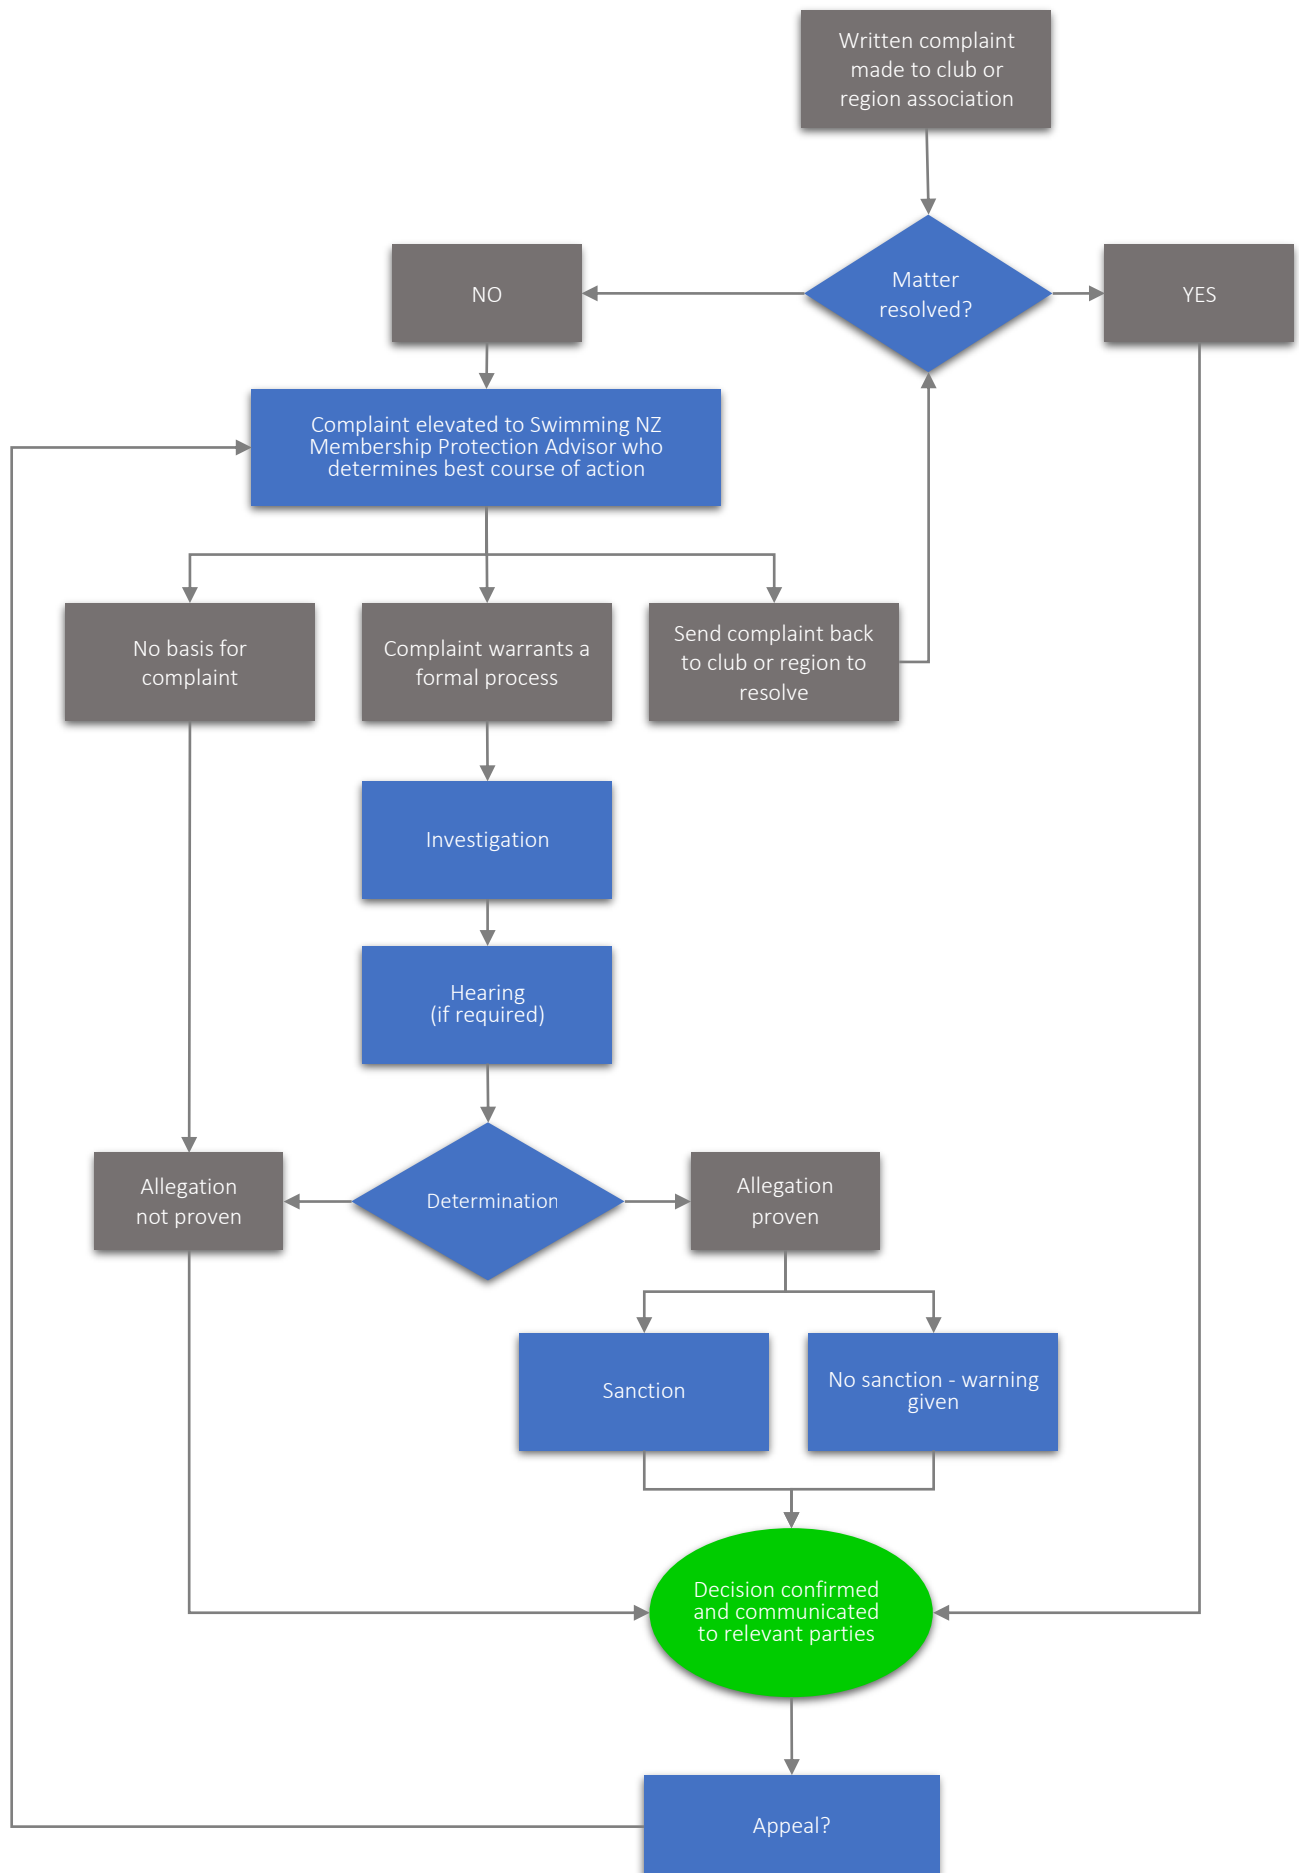 Written complaint
made to club or
region association
Matter
resolved?
NO
YES
Complaint elevated to Swimming NZ
Membership Protection Advisor who
determines best course of action
No basis for
complaint
Complaint warrants a
formal process
Send complaint back
to club or region to
resolve
Investigation
Hearing
(if required)
Allegation
not proven
Determination
Allegation
proven
Sanction
No sanction - warning
given
Decision confirmed
and communicated
to relevant parties
Appeal?